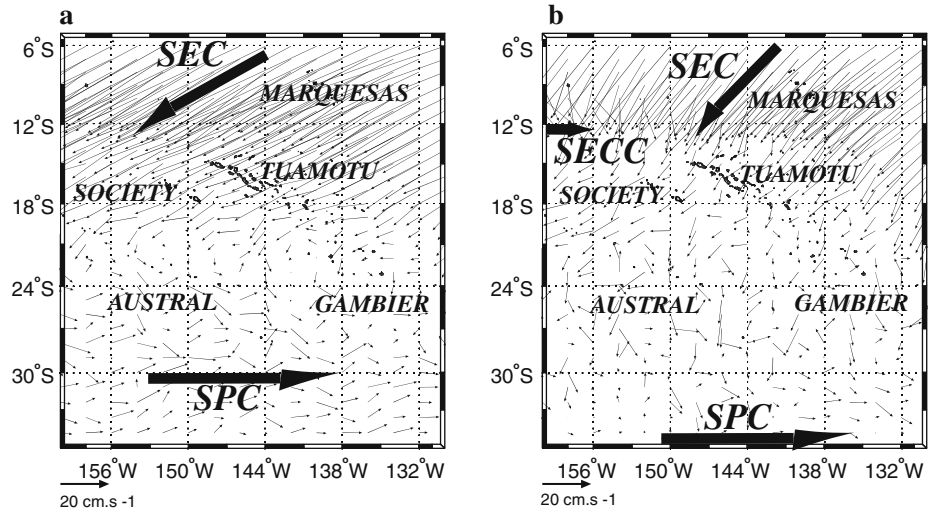 a
6°S
12°S
18°S
24°S
30°S
SEC
MARQUESAS
TUAMOTU
SOCIETY
AUSTRAL
GAMBIER
SPC
156°W 150°W 144°W 138°W 132°W
20 cm.s -1
b
6°S
12°S
18°S
24°S
30°S
SEC
MARQUESAS
SECC
TUAMOTU
SOCIETY
AUSTRAL
GAMBIER
SPC
156°W 150°W 144°W 138°W 132°W
20 cm.s -1